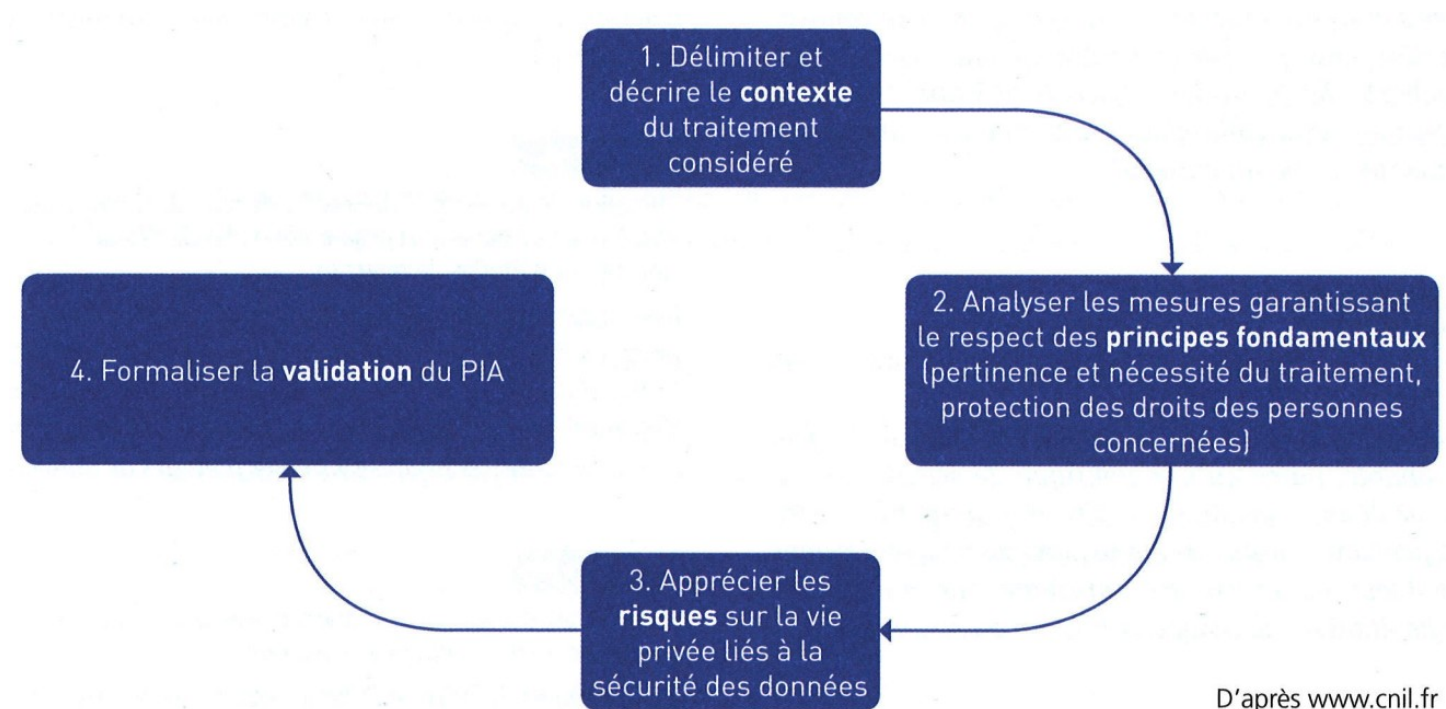 1. Délimiter et
décrire le contexte
du traitement
considéré
2. Analyser les mesures garantissant
le respect des principes fondamentaux
(pertinence et nécessité du traitement,
protection des droits des personnes
concernées)
3. Apprécier les
risques sur la vie
privée liés à la
sécurité des données
4. Formaliser la validation du PIA
D'après www.cnil.fr